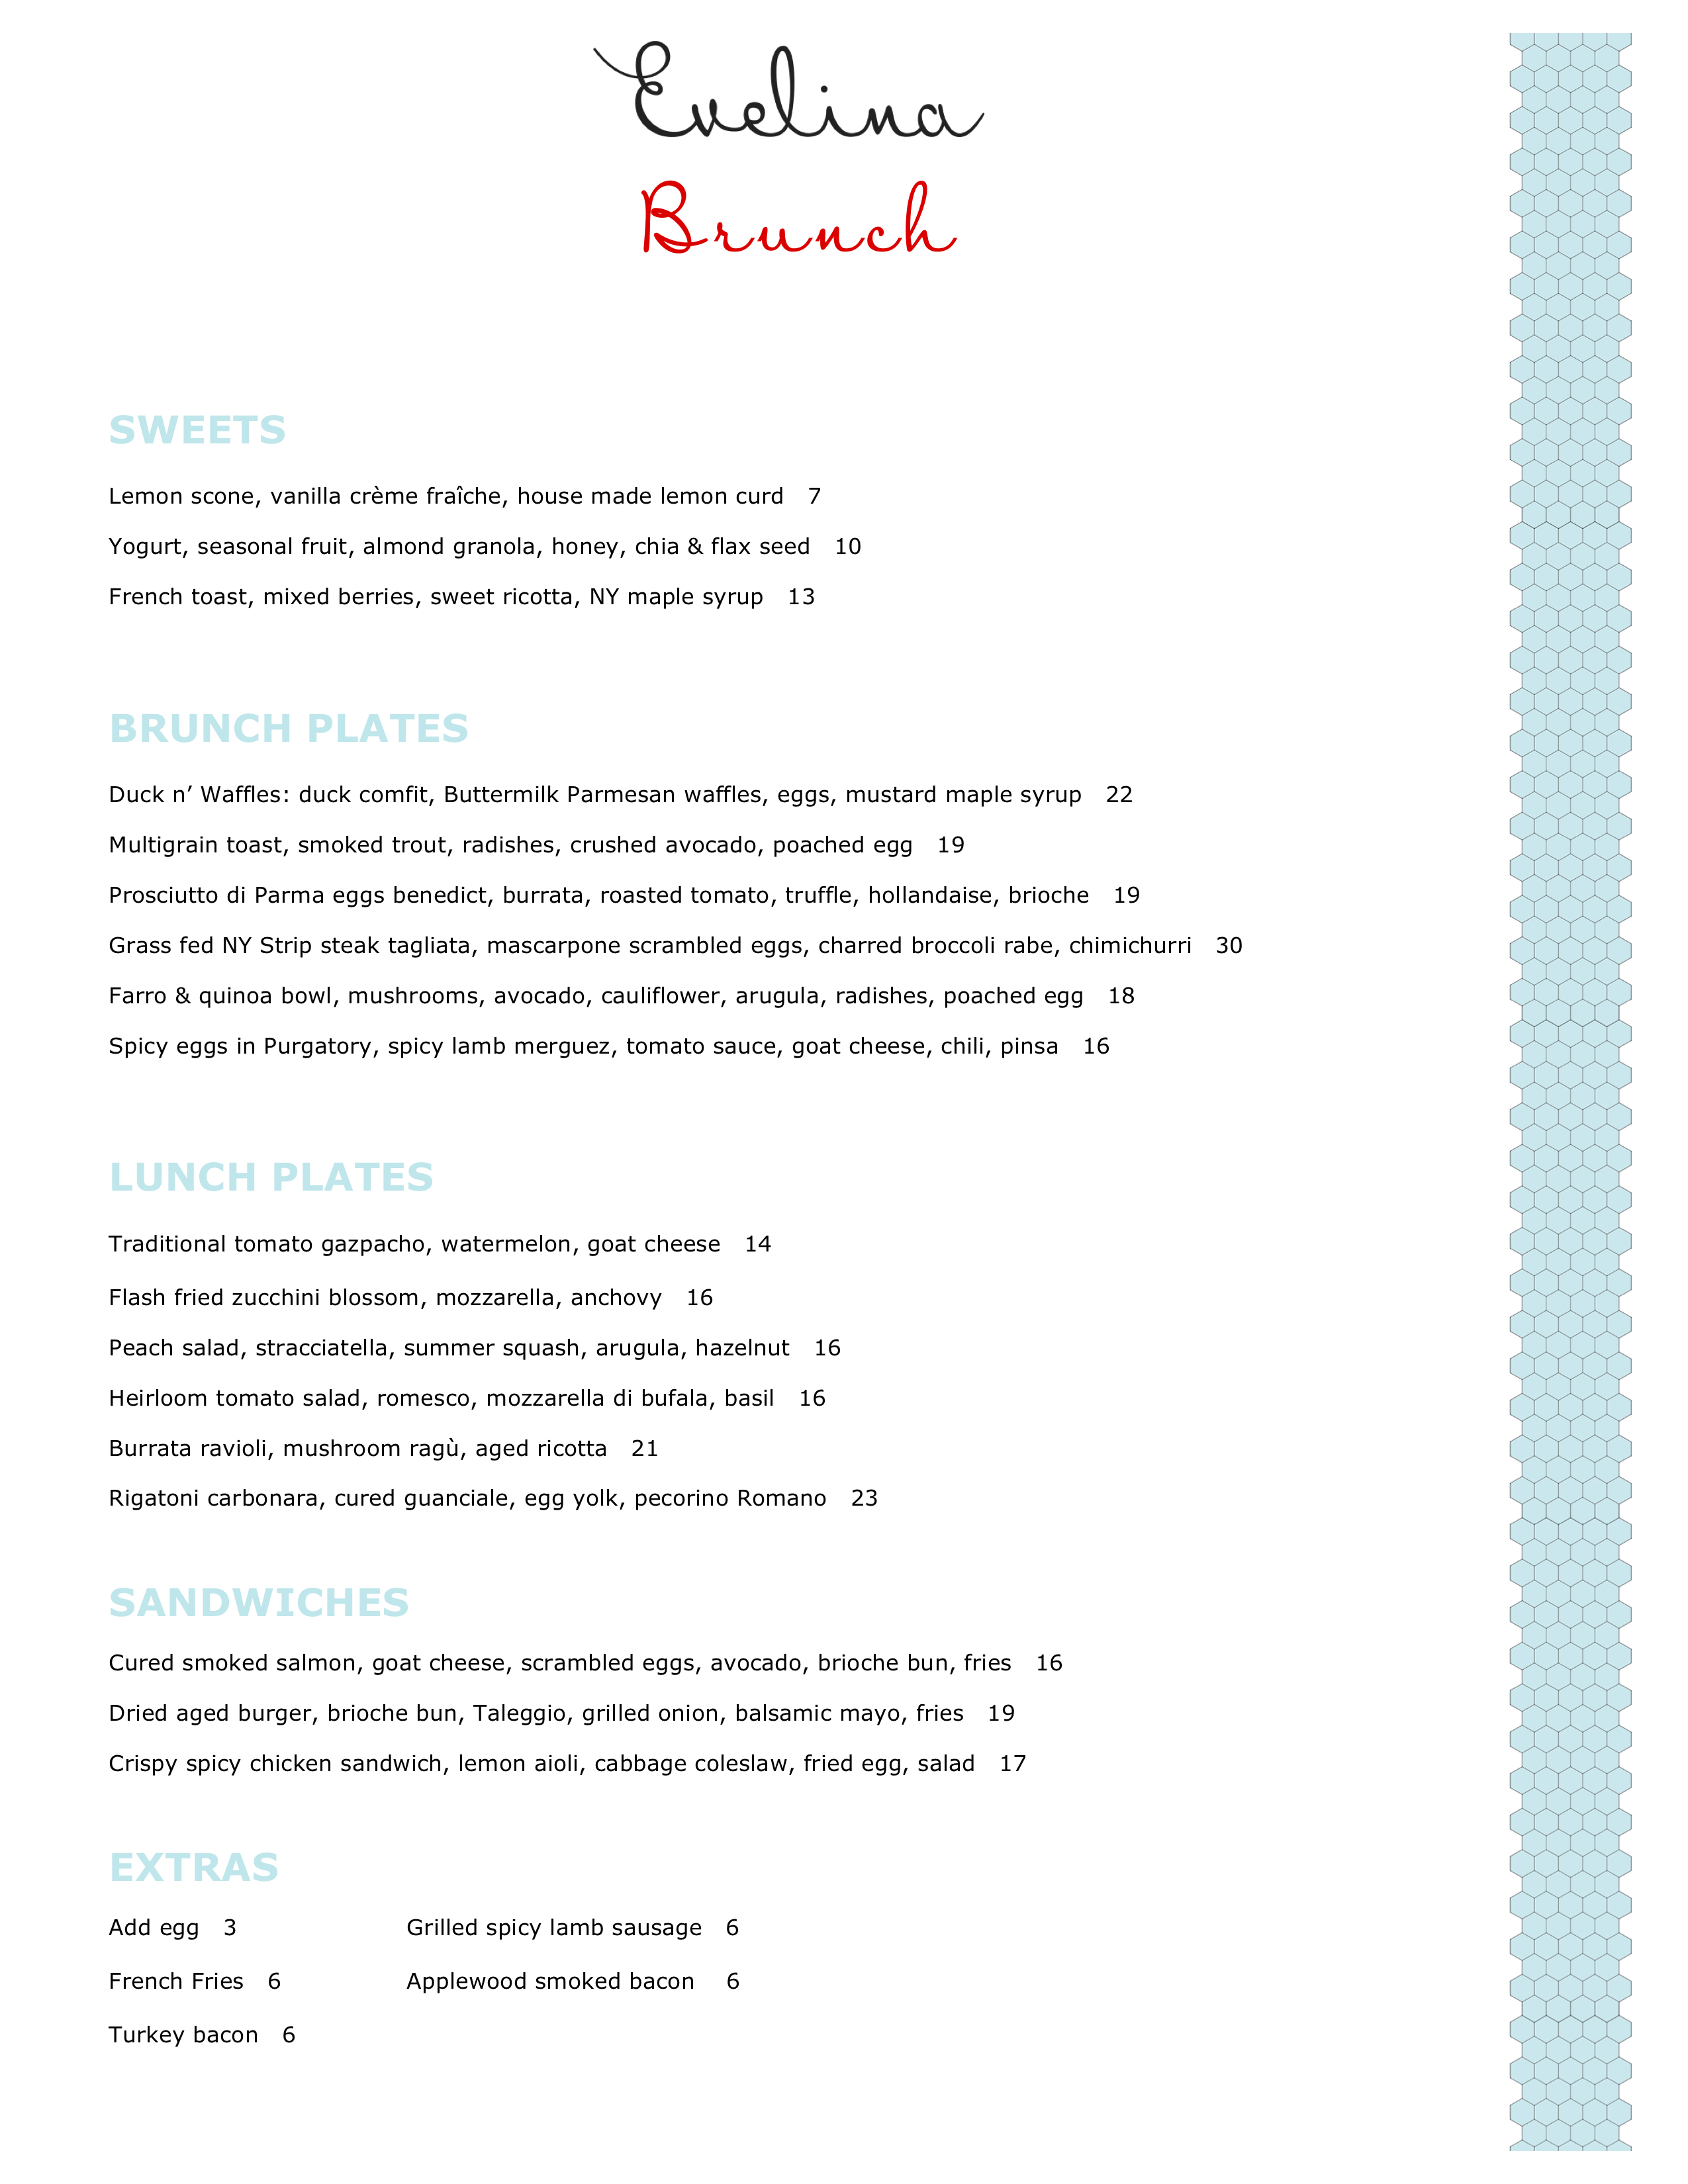 Evelina
Brunch
SWEETS
Lemon scone, vanilla crème fraîche, house made lemon curd 7
Yogurt, seasonal fruit, almond granola, honey, chia & flax seed 10
French toast, mixed berries, sweet ricotta, NY maple syrup 13
BRUNCH PLATES
Duck n’ Waffles: duck comfit, Buttermilk Parmesan waffles, eggs, mustard maple syrup 22
Multigrain toast, smoked trout, radishes, crushed avocado, poached egg 19
Prosciutto di Parma eggs benedict, burrata, roasted tomato, truffle, hollandaise, brioche 19
Grass fed NY Strip steak tagliata, mascarpone scrambled eggs, charred broccoli rabe, chimichurri 30
Farro & quinoa bowl, mushrooms, avocado, cauliflower, arugula, radishes, poached egg 18
Spicy eggs in Purgatory, spicy lamb merguez, tomato sauce, goat cheese, chili, pinsa 16
LUNCH PLATES
Traditional tomato gazpacho, watermelon, goat cheese 14
Flash fried zucchini blossom, mozzarella, anchovy 16
Peach salad, stracciatella, summer squash, arugula, hazelnut 16
Heirloom tomato salad, romesco, mozzarella di bufala, basil 16
Burrata ravioli, mushroom ragù, aged ricotta 21
Rigatoni carbonara, cured guanciale, egg yolk, pecorino Romano 23
SANDWICHES
Cured smoked salmon, goat cheese, scrambled eggs, avocado, brioche bun, fries 16
Dried aged burger, brioche bun, Taleggio, grilled onion, balsamic mayo, fries 19
Crispy spicy chicken sandwich, lemon aioli, cabbage coleslaw, fried egg, salad 17
EXTRAS
Add egg 3 Grilled spicy lamb sausage 6
French Fries 6 Applewood smoked bacon 6
Turkey bacon 6